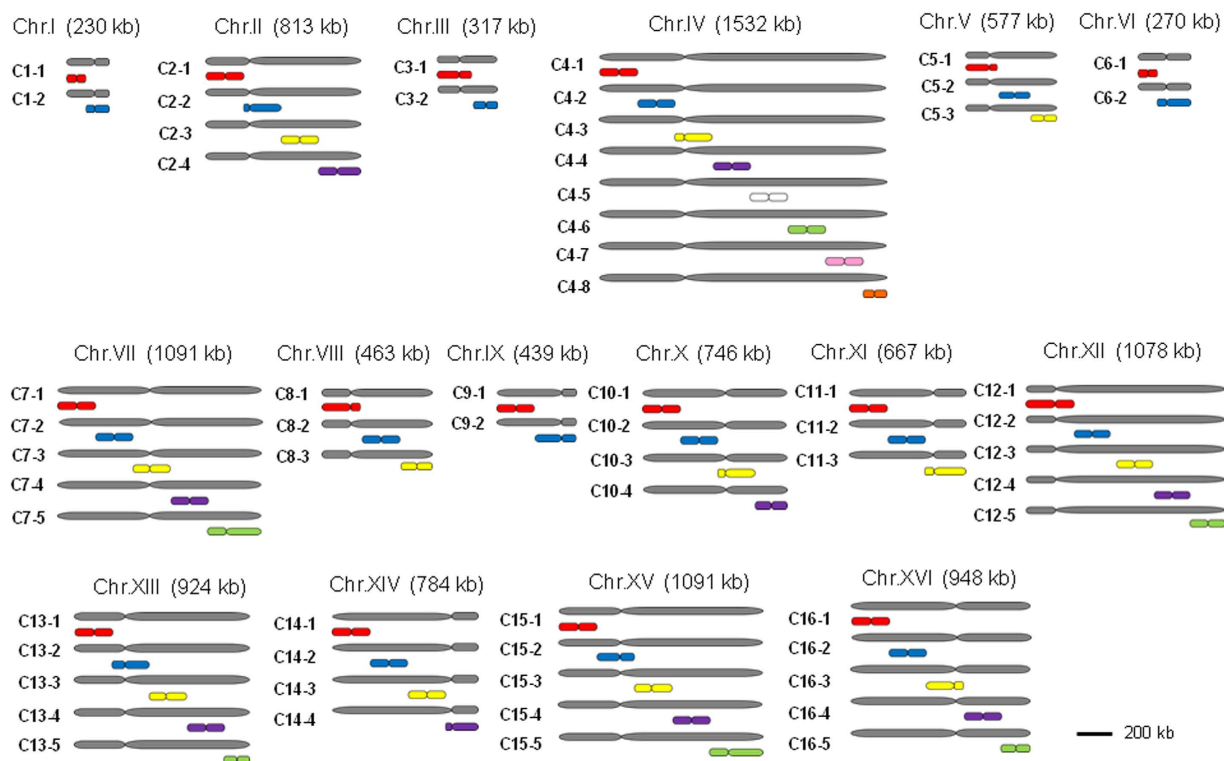 Chr.I (230 kb)
C1-1
C1-2
Chr.II (813 kb)
C2-1
C2-2
C2-3
C2-4
Chr.III (317 kb)
C3-1
C3-2
Chr.IV (1532 kb)
C4-1
C4-2
C4-3
C4-4
C4-5
C4-6
C4-7
C4-8
Chr.V (577 kb)
C5-1
C5-2
C5-3
Chr.VI (270 kb)
C6-1
C6-2
Chr.VII (1091 kb)
C7-1
C7-2
C7-3
C7-4
C7-5
Chr.VIII (463 kb)
C8-1
C8-2
C8-3
Chr.IX (439 kb)
C9-1
C9-2
Chr.X (746 kb)
C10-1
C10-2
C10-3
C10-4
Chr.XI (667 kb)
C11-1
C11-2
C11-3
Chr.XII (1078 kb)
C12-1
C12-2
C12-3
C12-4
C12-5
Chr.XIII (924 kb)
C13-1
C13-2
C13-3
C13-4
C13-5
Chr.XIV (784 kb)
C14-1
C14-2
C14-3
C14-4
Chr.XV (1091 kb)
C15-1
C15-2
C15-3
C15-4
C15-5
Chr.XVI (948 kb)
C16-1
C16-2
C16-3
C16-4
C16-5
200 kb